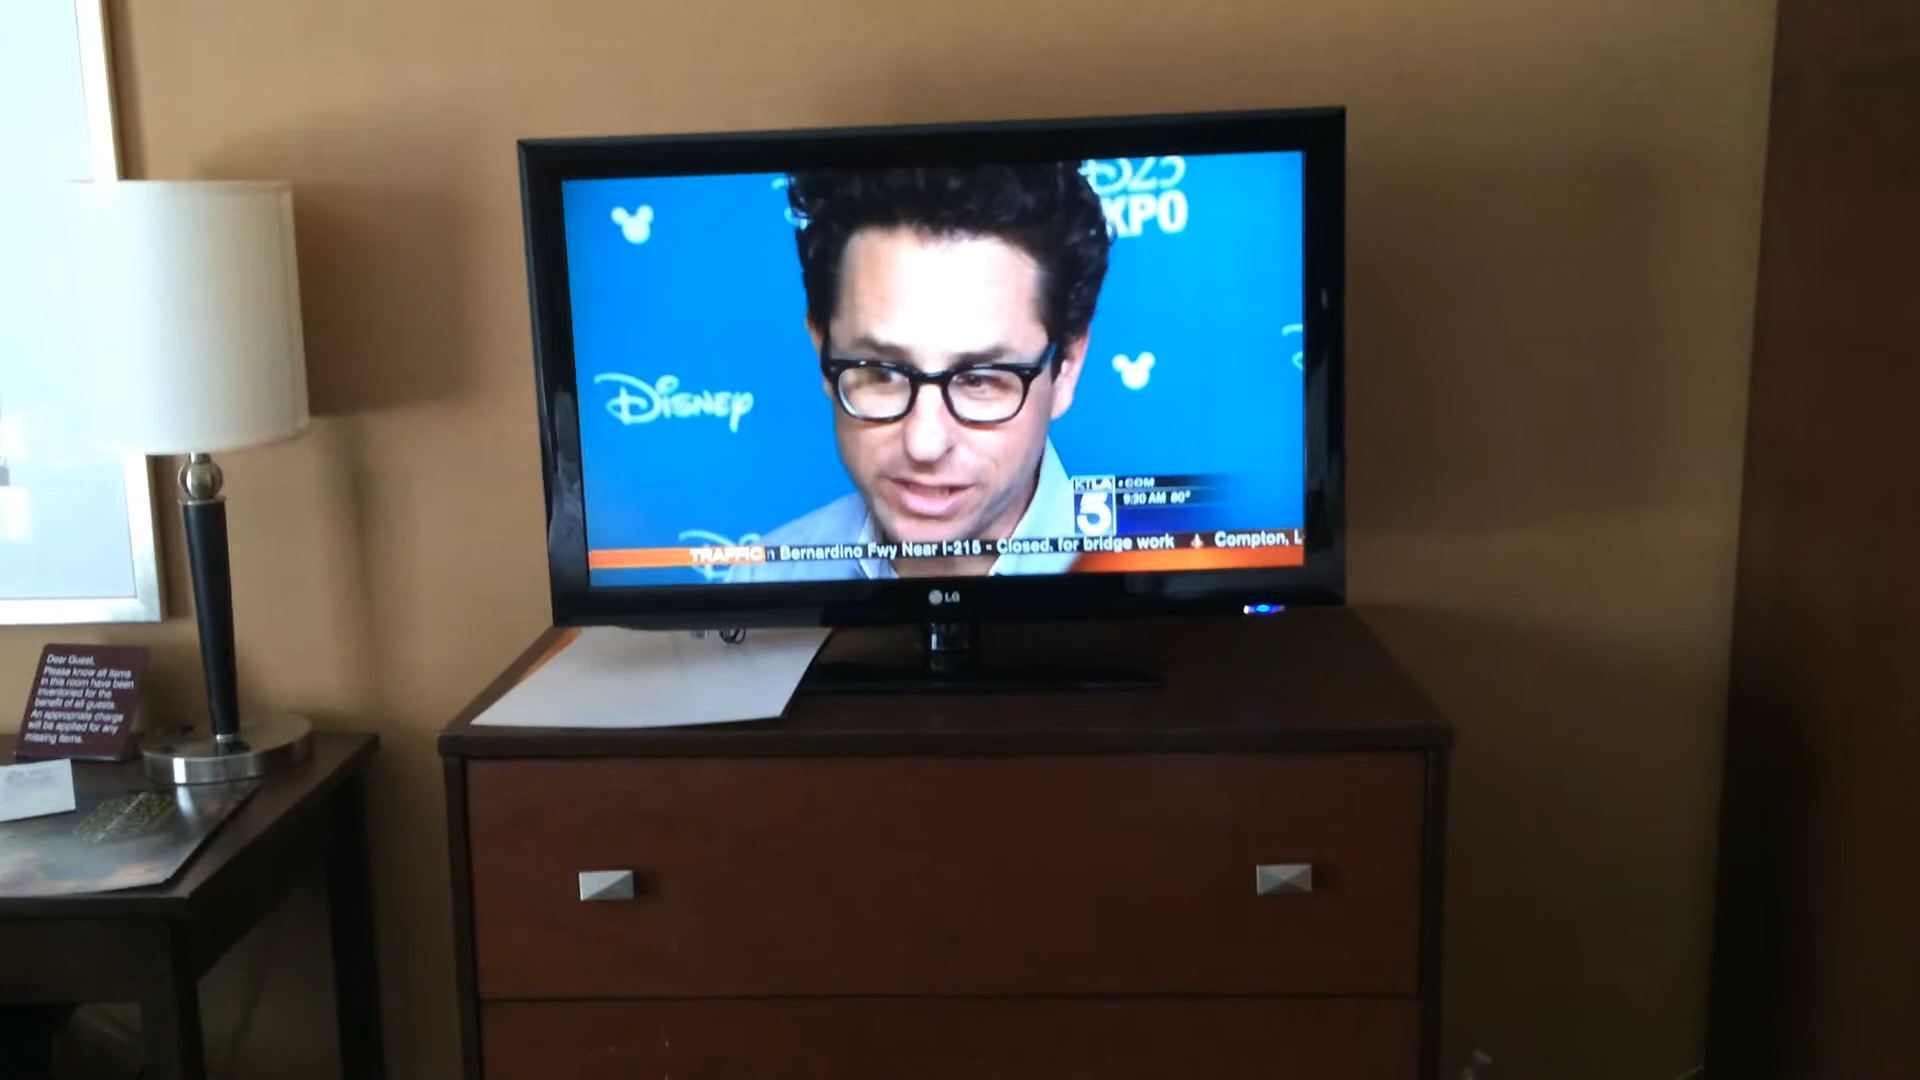 D23
XPO
Disney
KTLA
.COM
5
9:20 AM 80°
TRAFFIC n Bernardino Fwy Near I-215 - Closed, for bridge work Compton, L
LG
Dear Guest,
Please know all items
in this room have been
inventoried for the
benefit of all guests.
An appropriate charge
will be applied for any
missing items.